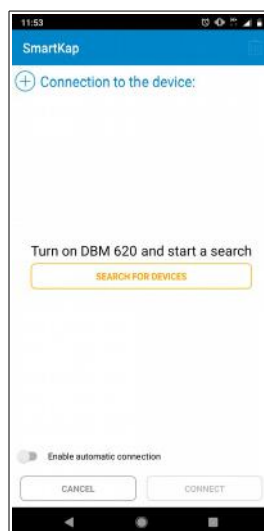 11:53
SmartKap
Connection to the device:
Turn on DBM 620 and start a search
SEARCH FOR DEVICES
Enable automatic connection
CANCEL
CONNECT